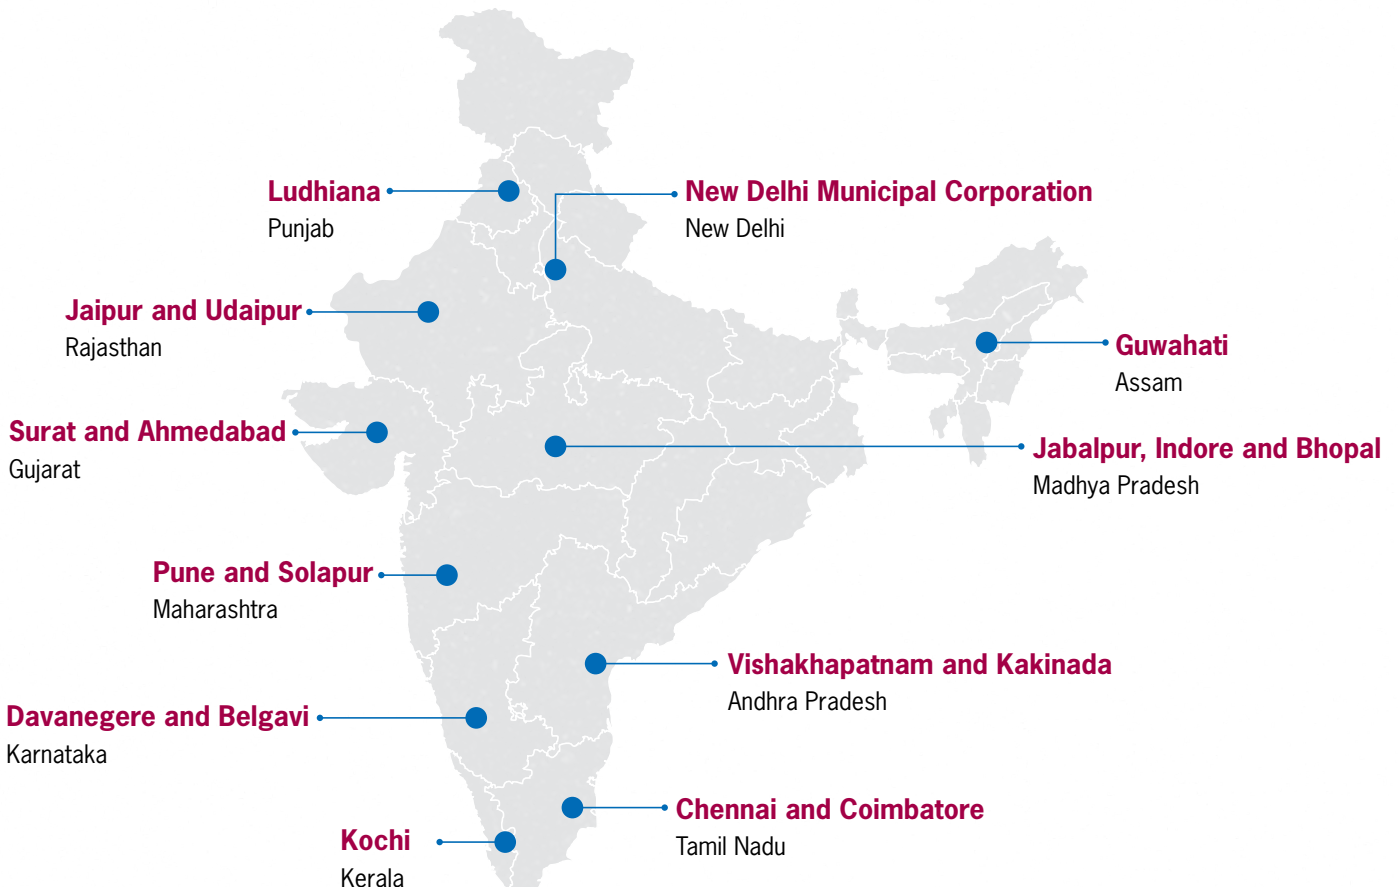 Ludhiana
Punjab
New Delhi Municipal Corporation
New Delhi
Jaipur and Udaipur
Rajasthan
Guwahati
Assam
Surat and Ahmedabad
Gujarat
Jabalpur, Indore and Bhopal
Madhya Pradesh
Pune and Solapur
Maharashtra
Vishakhapatnam and Kakinada
Andhra Pradesh
Davanegere and Belgavi
Karnataka
Chennai and Coimbatore
Tamil Nadu
Kochi
Kerala